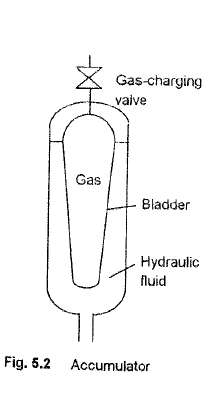 Gas-charging
valve
Gas
Bladder
Hydraulic
fluid
Fig. 5.2 Accumulator